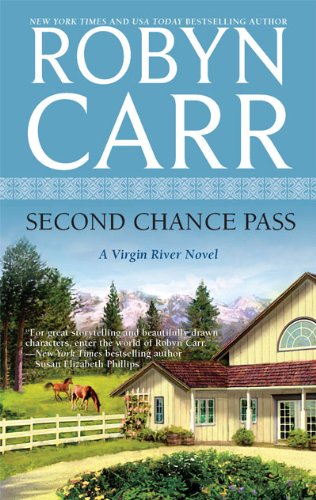 NEW YORK TIMES AND USA TODAY BESTSELLING AUTHOR
ROBYN
CARR
SECOND CHANCE PASS
A Virgin River Novel
"For great storytelling and beautifully drawn
characters, enter the world of Robyn Carr."
—New York Times bestselling author
Susan Elizabeth Phillips